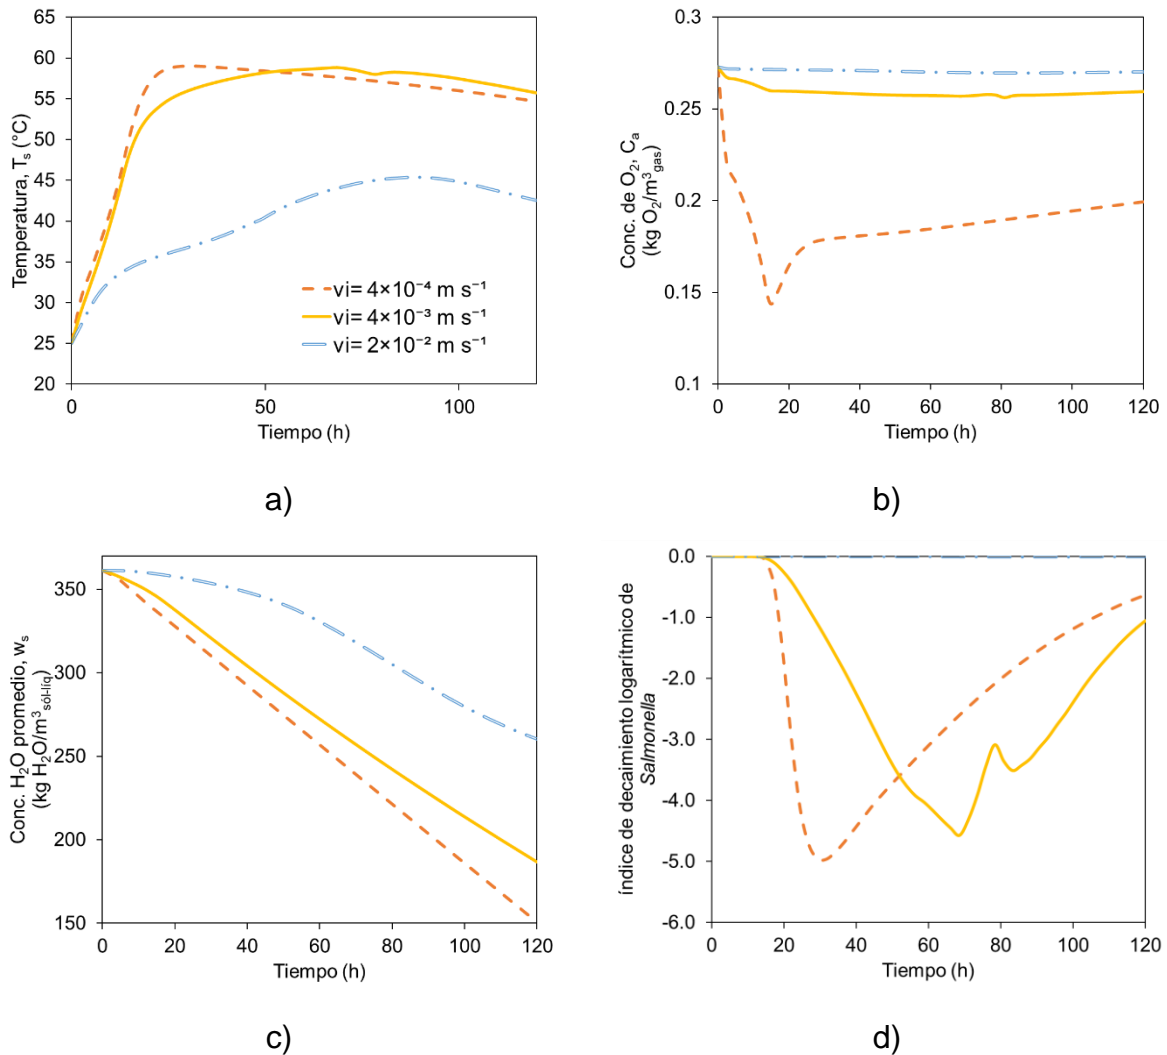 65
60
55
50
45
40
35
30
25
20
Temperatura, Tₛ (°C)
vi= 4×10⁻⁴ m s⁻¹
vi= 4×10⁻³ m s⁻¹
vi= 2×10⁻² m s⁻¹
0 50 100
Tiempo (h)
a)
0.3
0.25
0.2
0.15
0.1
Conc. de O₂, Cₐ
(kg O₂/m³gas)
0 20 40 60 80 100 120
Tiempo (h)
b)
350
300
250
200
150
Conc. H₂O promedio, wₛ
(kg H₂O/m³sól-líq)
0 20 40 60 80 100 120
Tiempo (h)
c)
0.0
-1.0
-2.0
-3.0
-4.0
-5.0
-6.0
índice de decaimiento logarítmico de
Salmonella
0 20 40 60 80 100 120
Tiempo (h)
d)